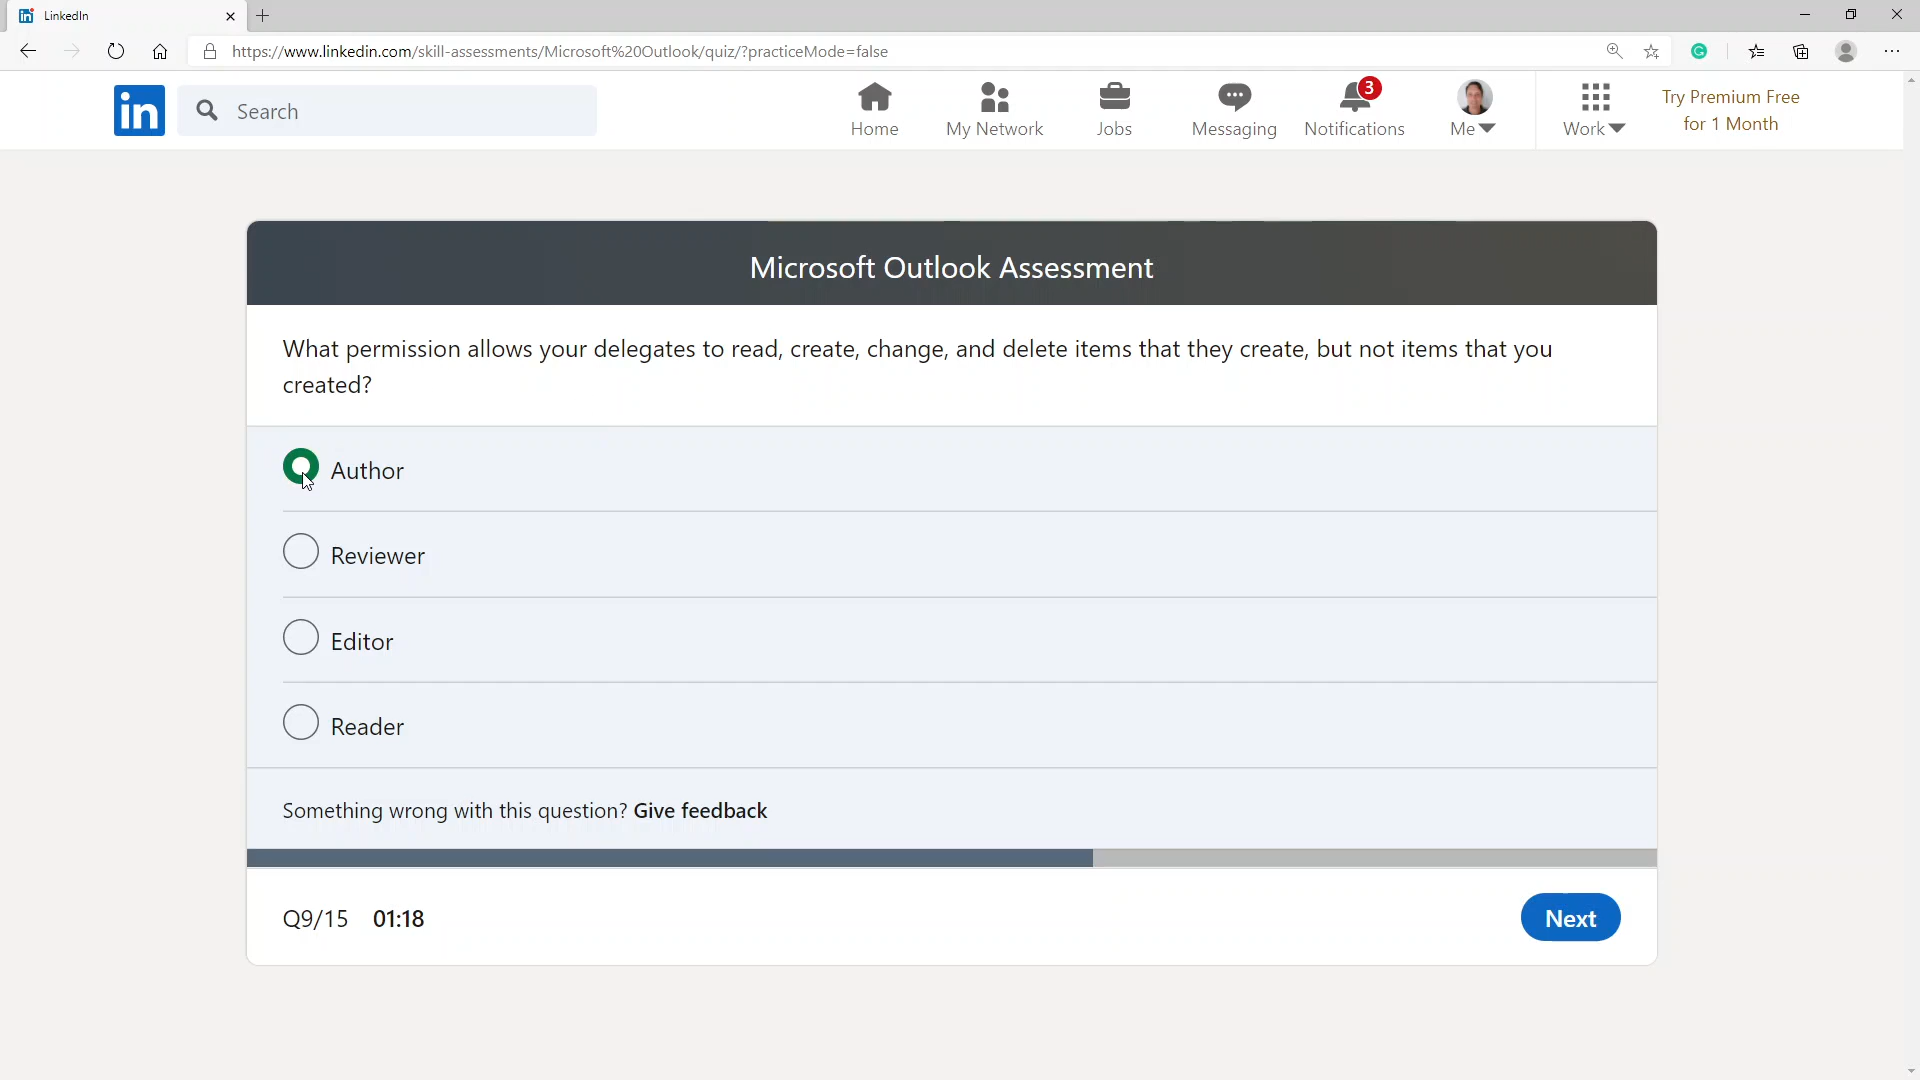 LinkedIn
https://www.linkedin.com/skill-assessments/Microsoft%20Outlook/quiz/?practiceMode=false
in
Search
Home
My Network
Jobs
Messaging
3
Notifications
Me
Work
Try Premium Free
for 1 Month
Microsoft Outlook Assessment
What permission allows your delegates to read, create, change, and delete items that they create, but not items that you
created?
Author
Reviewer
Editor
Reader
Something wrong with this question? Give feedback
Q9/15 01:18
Next